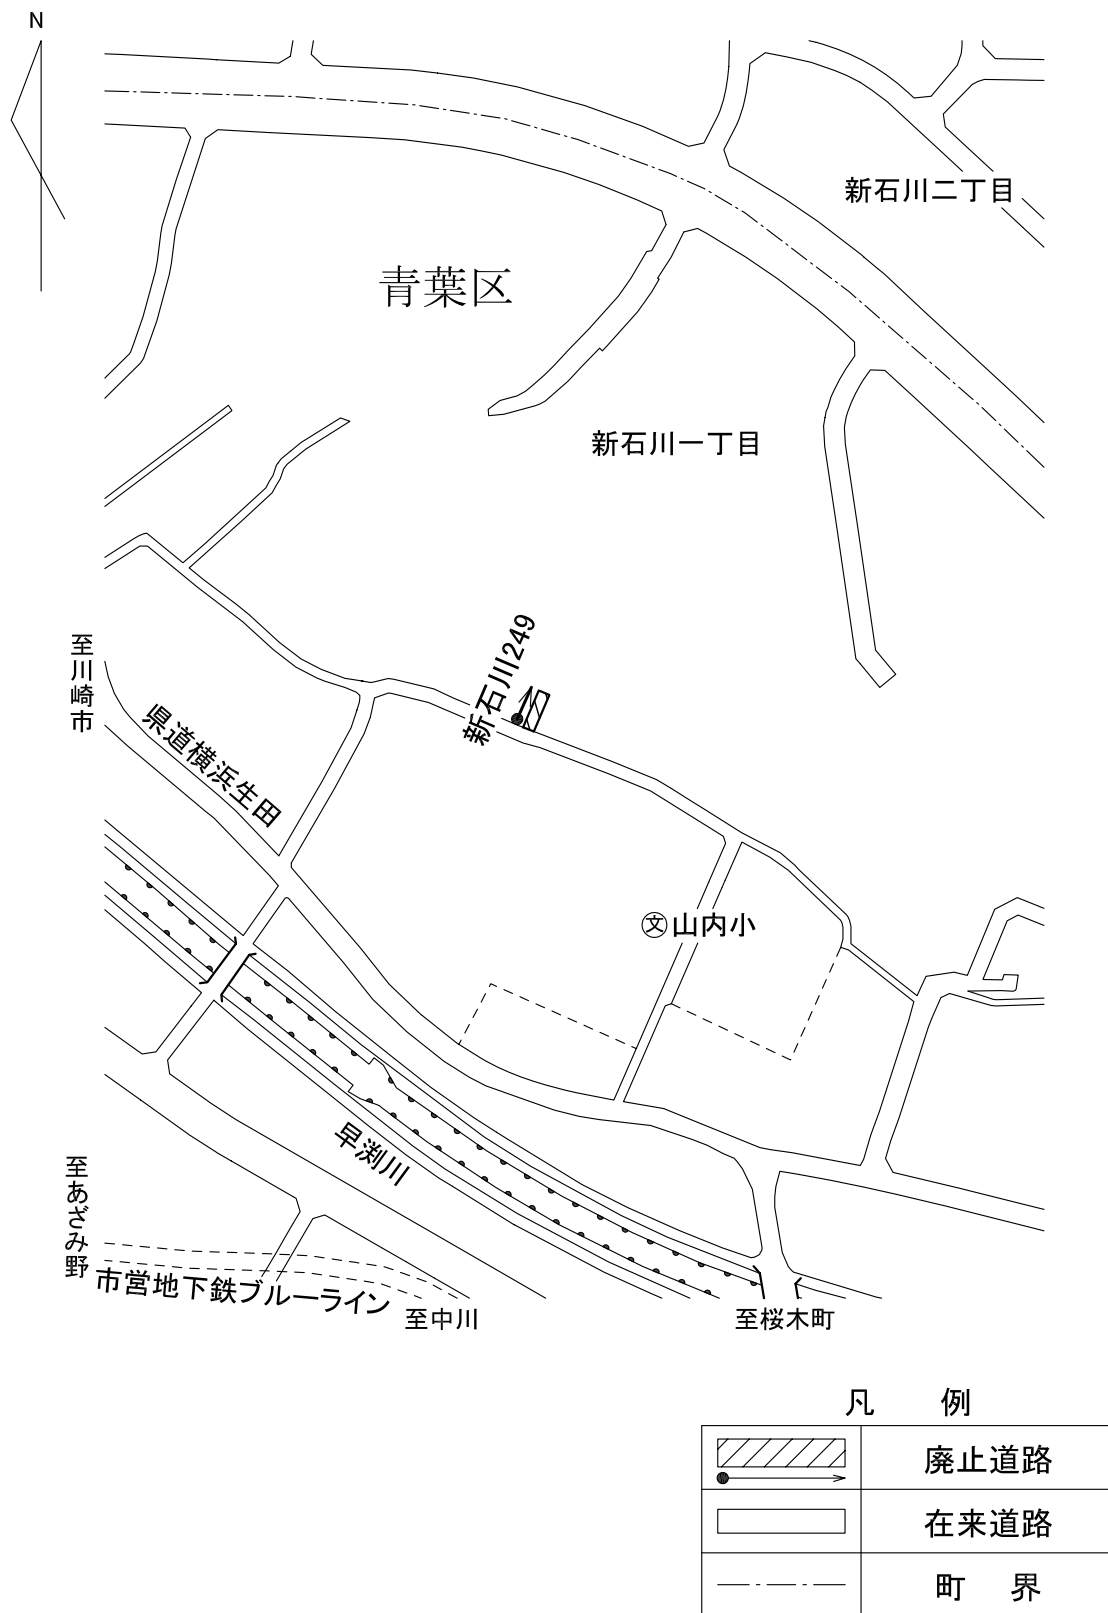 N
新石川二丁目
青葉区
新石川一丁目
新石川249
至川崎市
県道横浜生田
文山内小
早渕川
至あざみ野
市営地下鉄ブルーライン
至中川
至桜木町
凡 例
廃止道路
在来道路
町 界